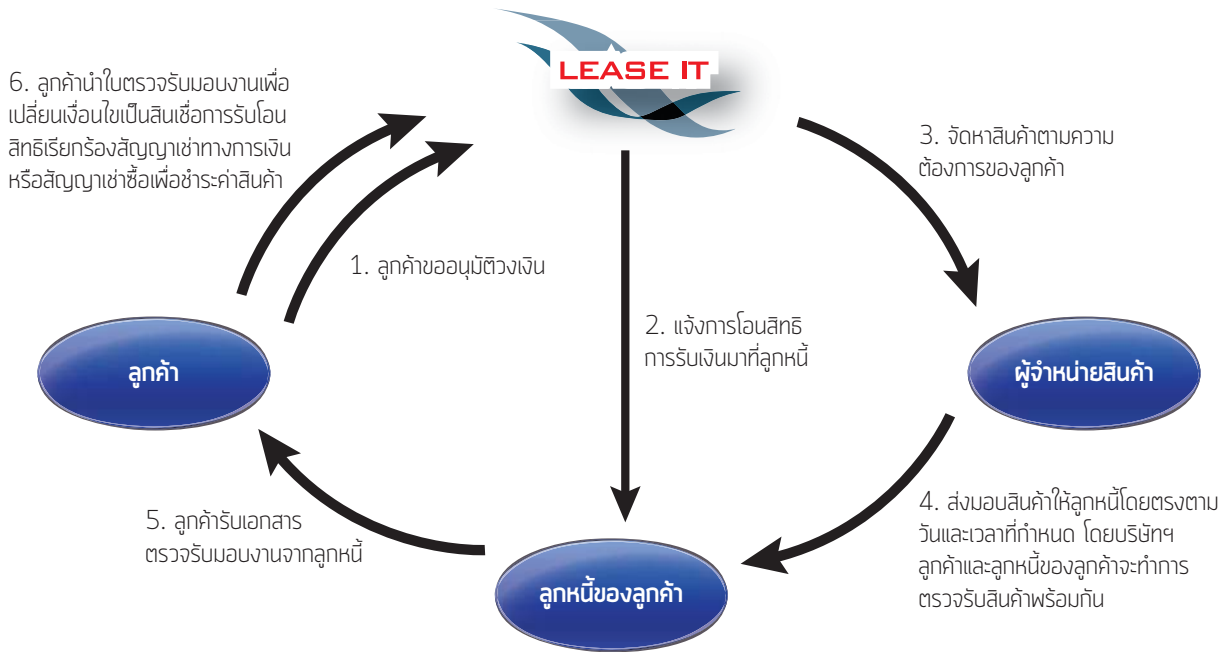 LEASE IT
6. ลูกค้านำใบตรวจรับมอบงานเพื่อ
เปลี่ยนเงื่อนไขเป็นสินเชื่อการรับโอน
สิทธิเรียกร้องสัญญาเช่าทางการเงิน
หรือสัญญาเช่าซื้อเพื่อชำระค่าสินค้า
3. จัดหาสินค้าตามความ
ต้องการของลูกค้า
1. ลูกค้าขออนุมัติวงเงิน
2. แจ้งการโอนสิทธิ
การรับเงินมาที่ลูกหนี้
ลูกค้า
ผู้จำหน่ายสินค้า
5. ลูกค้ารับเอกสาร
ตรวจรับมอบงานจากลูกหนี้
4. ส่งมอบสินค้าให้ลูกหนี้โดยตรงตาม
วันและเวลาที่กำหนด โดยบริษัทฯ
ลูกค้าและลูกหนี้ของลูกค้าจะทำการ
ตรวจรับสินค้าพร้อมกัน
ลูกหนี้ของลูกค้า